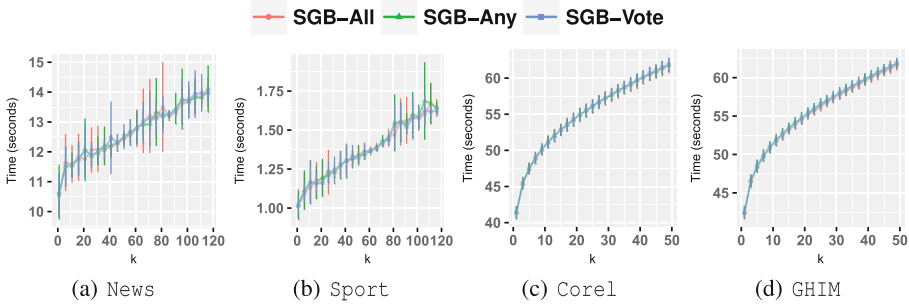 SGB-All SGB-Any SGB-Vote
Time (seconds)
15
14
13
12
11
10
0 20 40 60 80 100 120
k
(a) News
Time (seconds)
1.75
1.50
1.25
1.00
0 20 40 60 80 100 120
k
(b) Sport
Time (seconds)
60
55
50
45
40
0 10 20 30 40 50
k
(c) Corel
Time (seconds)
60
55
50
45
0 10 20 30 40 50
k
(d) GHIM